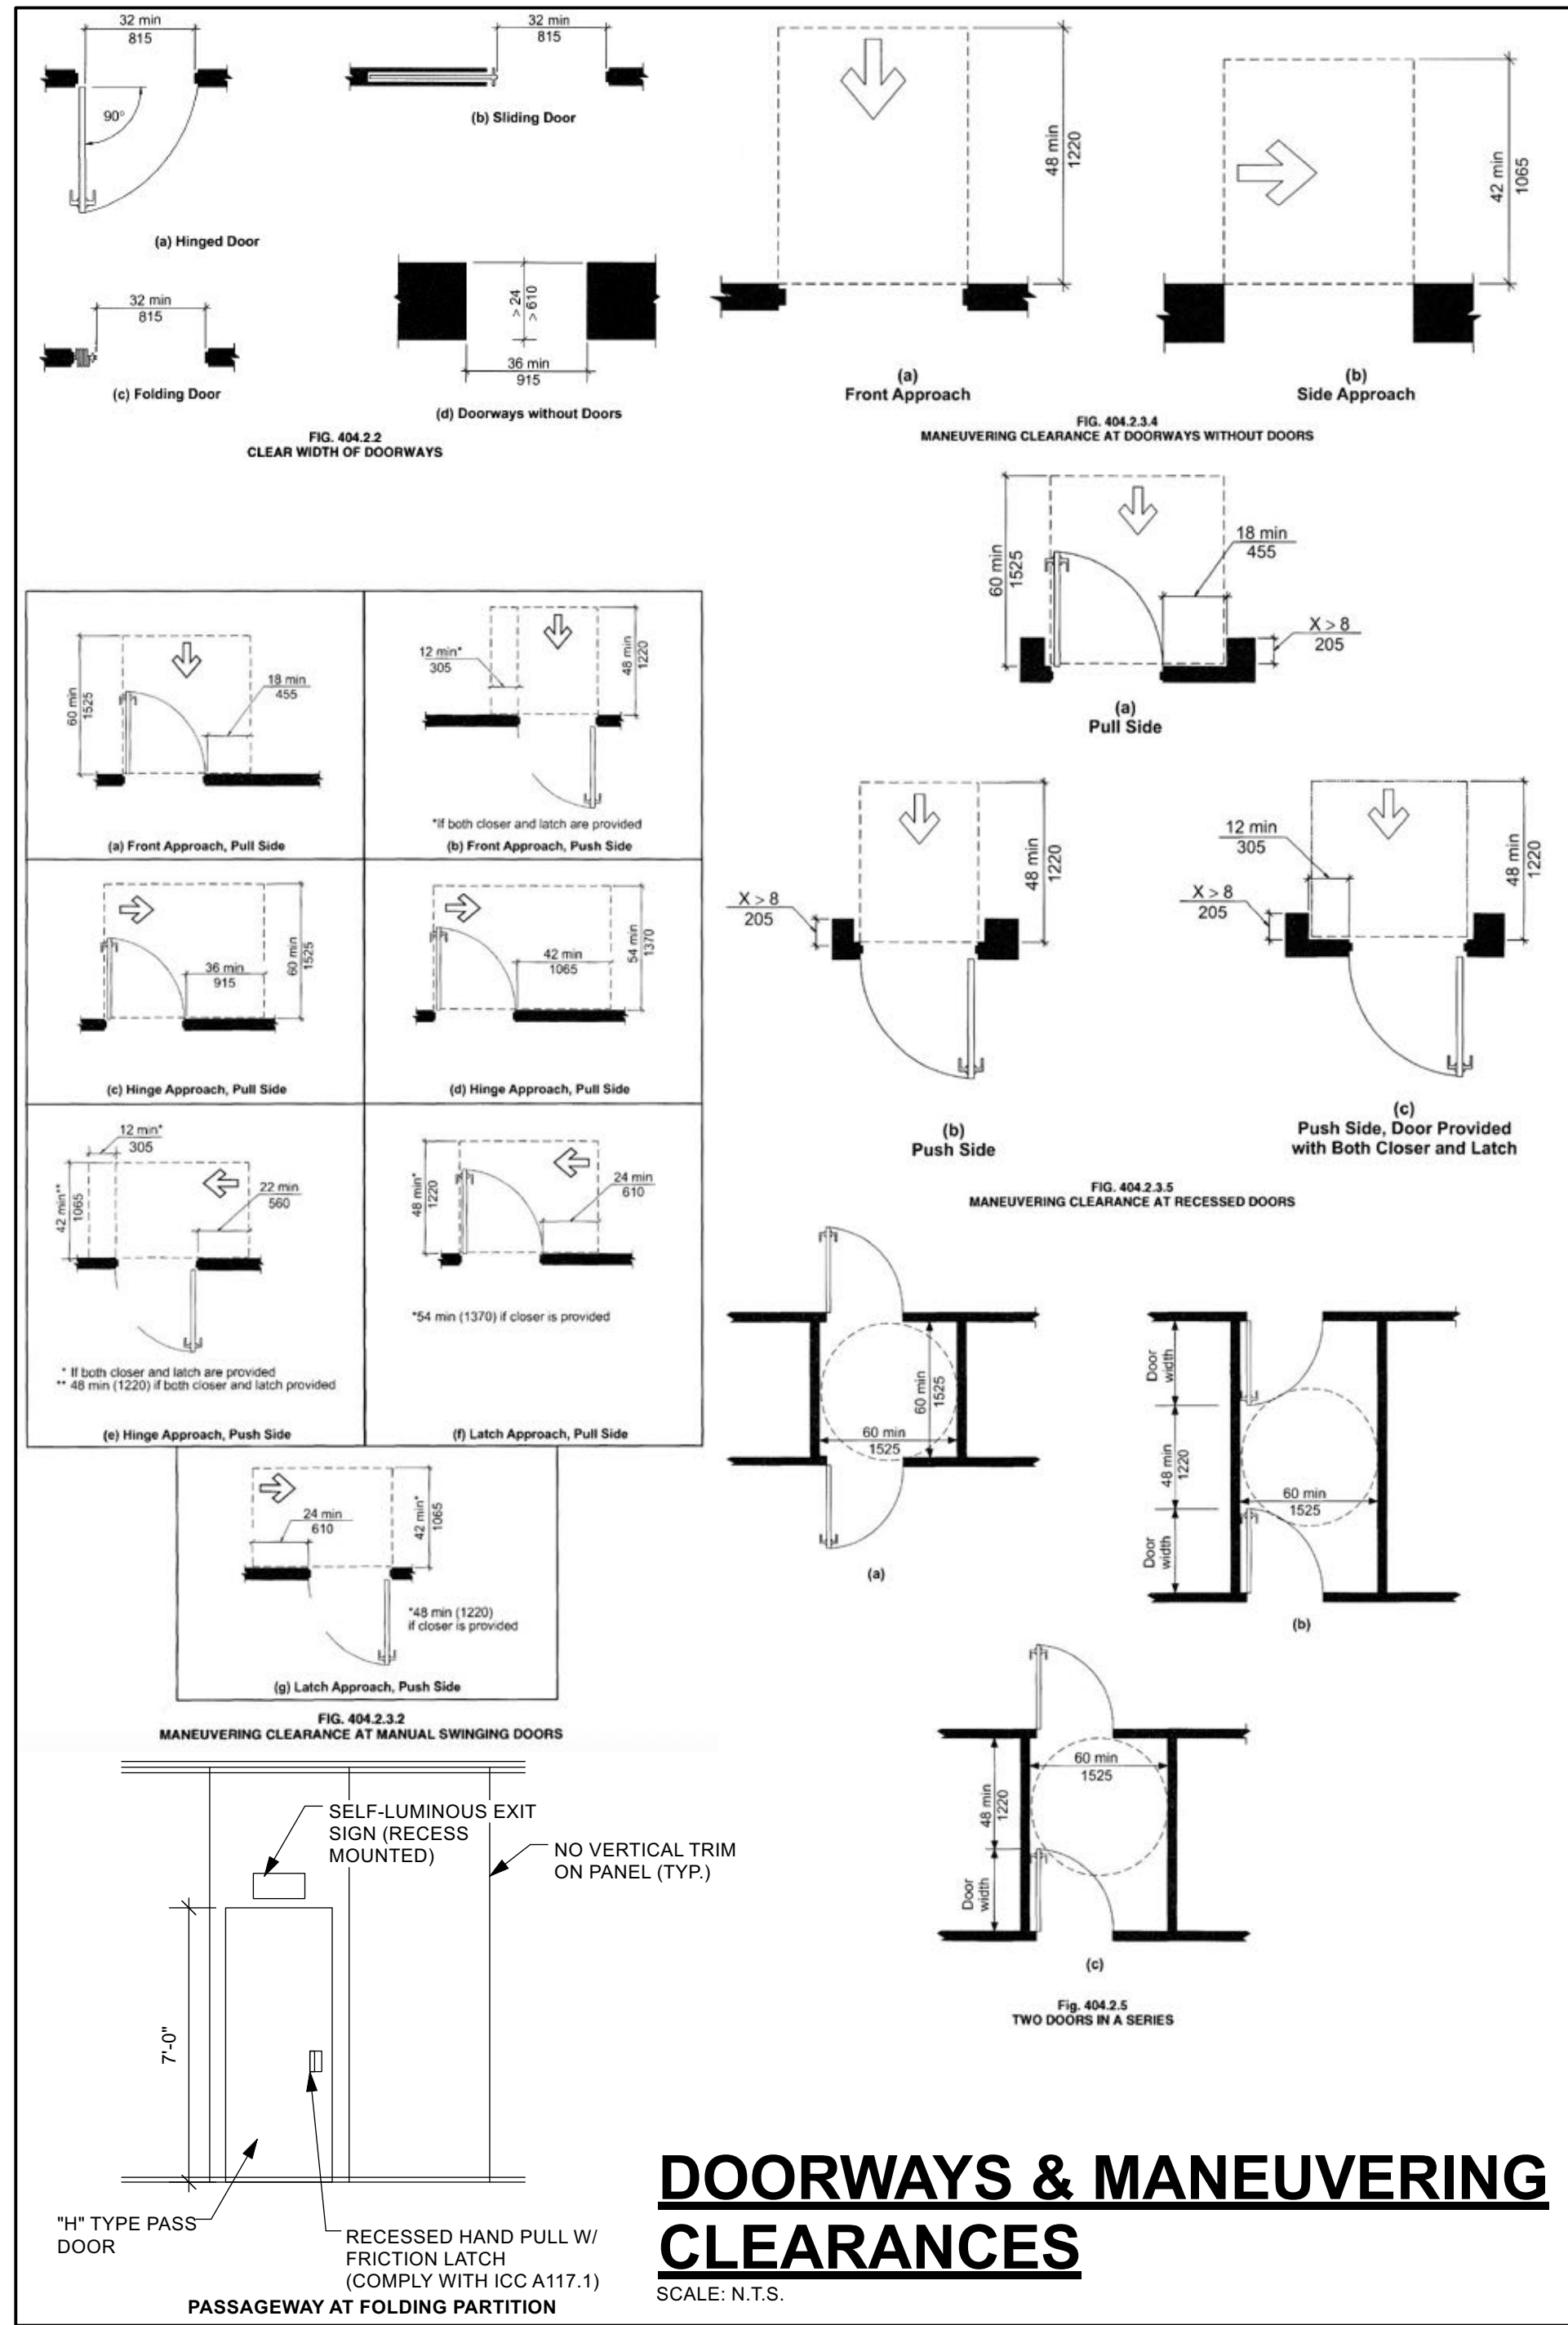 32 min
815
90°
(a) Hinged Door
32 min
815
(b) Sliding Door
32 min
815
(c) Folding Door
> 24
> 610
36 min
915
(d) Doorways without Doors
FIG. 404.2.2
CLEAR WIDTH OF DOORWAYS
48 min
1220
(a)
Front Approach
42 min
1065
(b)
Side Approach
FIG. 404.2.3.4
MANEUVERING CLEARANCE AT DOORWAYS WITHOUT DOORS
60 min
1525
18 min
455
X > 8
205
(a)
Pull Side
48 min
1220
X > 8
205
(b)
Push Side
12 min
305
X > 8
205
48 min
1220
(c)
Push Side, Door Provided
with Both Closer and Latch
FIG. 404.2.3.5
MANEUVERING CLEARANCE AT RECESSED DOORS
60 min
1525
18 min
455
(a) Front Approach, Pull Side
12 min*
305
48 min
1220
*If both closer and latch are provided
(b) Front Approach, Push Side
36 min
915
60 min
1525
(c) Hinge Approach, Pull Side
42 min
1065
54 min
1370
(d) Hinge Approach, Pull Side
12 min*
305
42 min**
1065
22 min
560
* If both closer and latch are provided
** 48 min (1220) if both closer and latch provided
(e) Hinge Approach, Push Side
48 min*
1220
24 min
610
*54 min (1370) if closer is provided
(f) Latch Approach, Pull Side
24 min
610
42 min*
1065
*48 min (1220)
if closer is provided
(g) Latch Approach, Push Side
FIG. 404.2.3.2
MANEUVERING CLEARANCE AT MANUAL SWINGING DOORS
60 min
1525
60 min
1525
(a)
Door
width
48 min
1220
Door
width
60 min
1525
(b)
60 min
1525
48 min
1220
Door
width
(c)
Fig. 404.2.5
TWO DOORS IN A SERIES
SELF-LUMINOUS EXIT
SIGN (RECESS
MOUNTED)
NO VERTICAL TRIM
ON PANEL (TYP.)
7'-0"
"H" TYPE PASS
DOOR
RECESSED HAND PULL W/
FRICTION LATCH
(COMPLY WITH ICC A117.1)
PASSAGEWAY AT FOLDING PARTITION
DOORWAYS & MANEUVERING
CLEARANCES
SCALE: N.T.S.